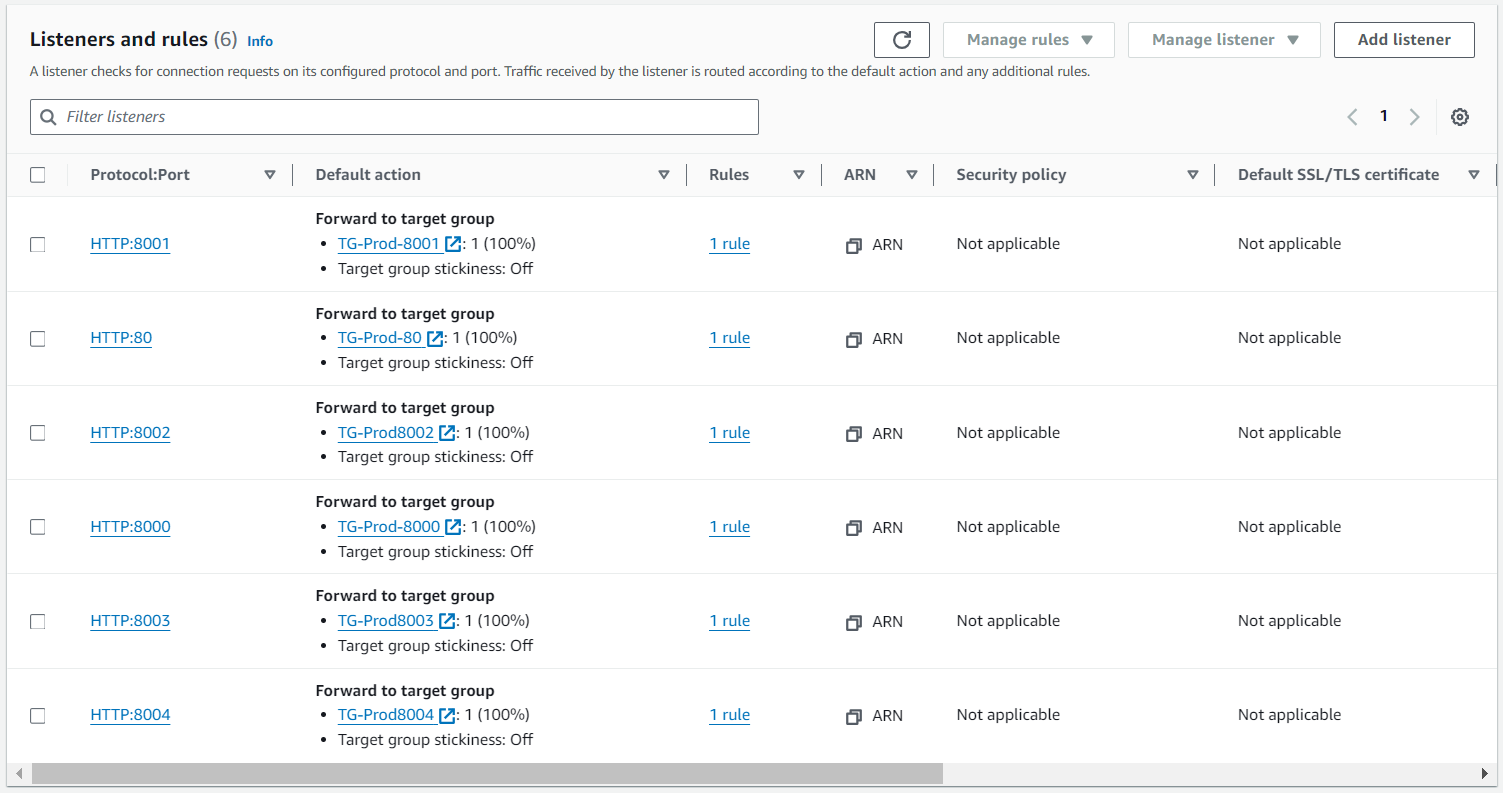 Listeners and rules (6) Info
Manage rules
Manage listener
Add listener
A listener checks for connection requests on its configured protocol and port. Traffic received by the listener is routed according to the default action and any additional rules.
Filter listeners
1
Protocol:Port Default action Rules ARN Security policy Default SSL/TLS certificate
Forward to target group
HTTP:8001 • TG-Prod-8001 : 1 (100%) 1 rule ARN Not applicable Not applicable
• Target group stickiness: Off
Forward to target group
HTTP:80 • TG-Prod-80 : 1 (100%) 1 rule ARN Not applicable Not applicable
• Target group stickiness: Off
Forward to target group
HTTP:8002 • TG-Prod8002 : 1 (100%) 1 rule ARN Not applicable Not applicable
• Target group stickiness: Off
Forward to target group
HTTP:8000 • TG-Prod-8000 : 1 (100%) 1 rule ARN Not applicable Not applicable
• Target group stickiness: Off
Forward to target group
HTTP:8003 • TG-Prod8003 : 1 (100%) 1 rule ARN Not applicable Not applicable
• Target group stickiness: Off
Forward to target group
HTTP:8004 • TG-Prod8004 : 1 (100%) 1 rule ARN Not applicable Not applicable
• Target group stickiness: Off